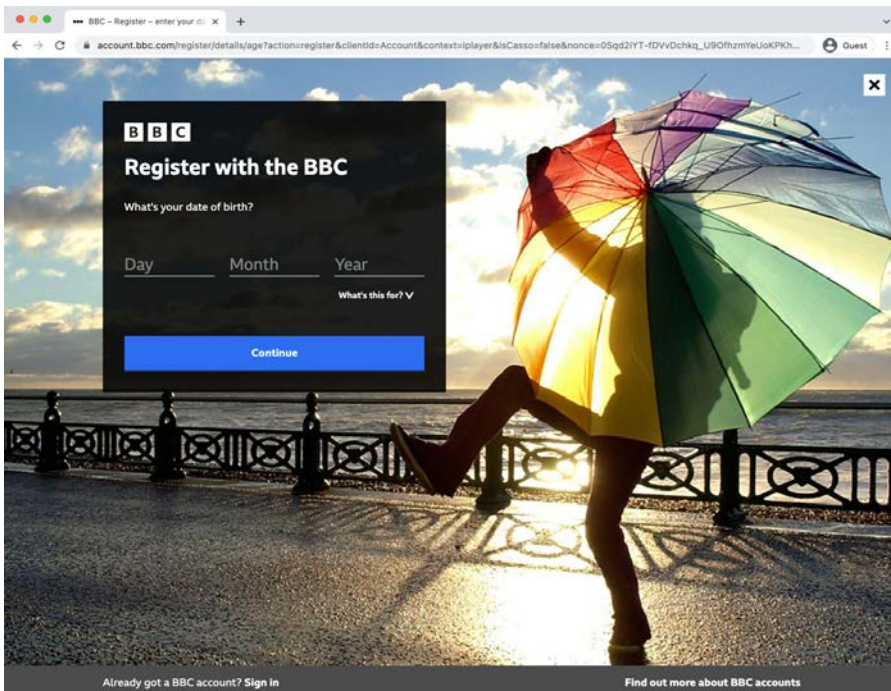 BBC – Register – enter your da
account.bbc.com/register/details/age?action=register&clientId=Account&context=iplayer&isCasso=false&nonce=0Sqd2iYT-fDVvDchkq_U9OfhzmYeUoKPKh...
Guest
BBC
Register with the BBC
What's your date of birth?
Day Month Year
What's this for?
Continue
Already got a BBC account? Sign in
Find out more about BBC accounts